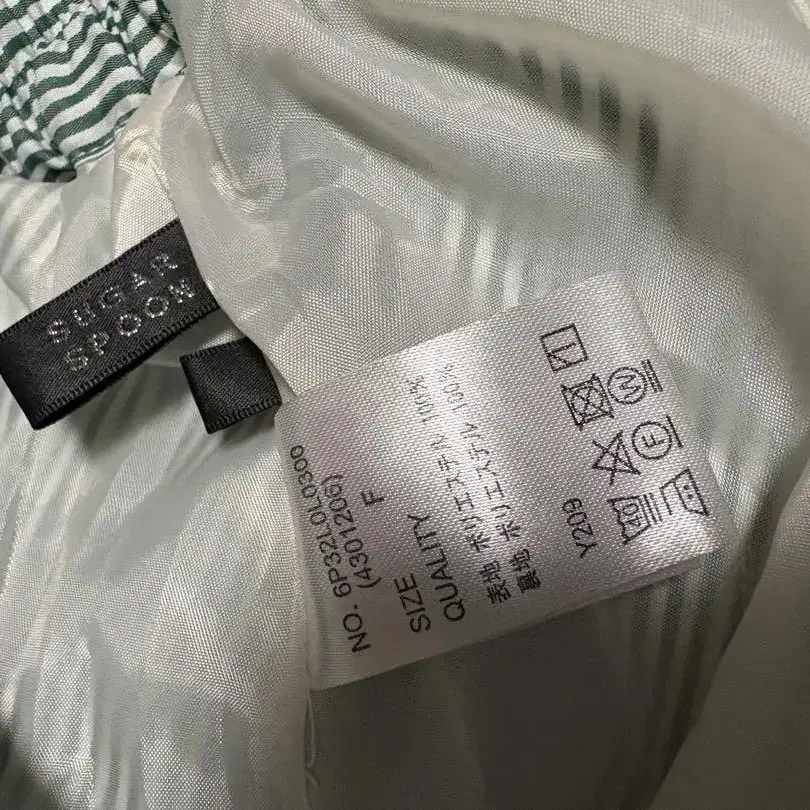 SUGAR
SPOON
NO. 6P32L0L0300
(4301206)
SIZE F
QUALITY
表地 ポリエステル 100%
裏地 ポリエステル 100%
Y209
40
F
W